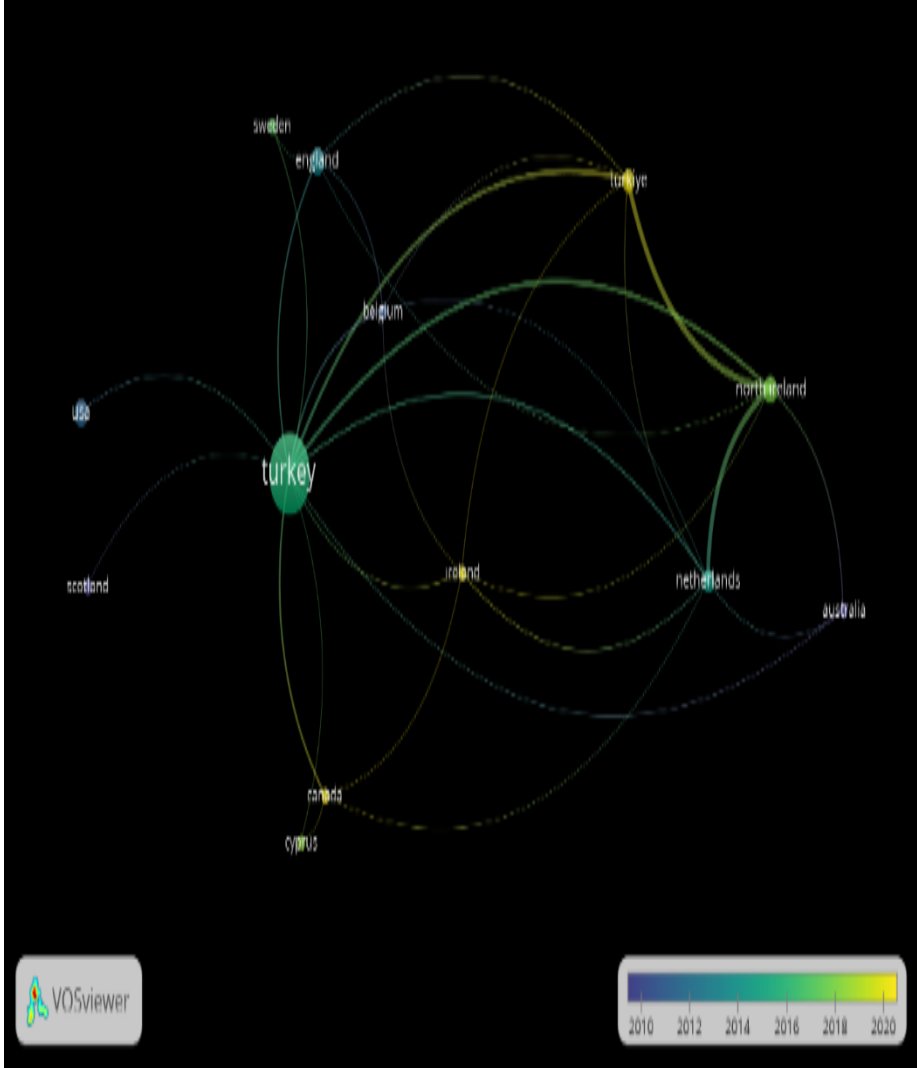 sweden
england
türkiye
belgium
north ireland
usa
turkey
ireland
netherlands
scotland
australia
canada
cyprus
VOSviewer
2010 2012 2014 2016 2018 2020